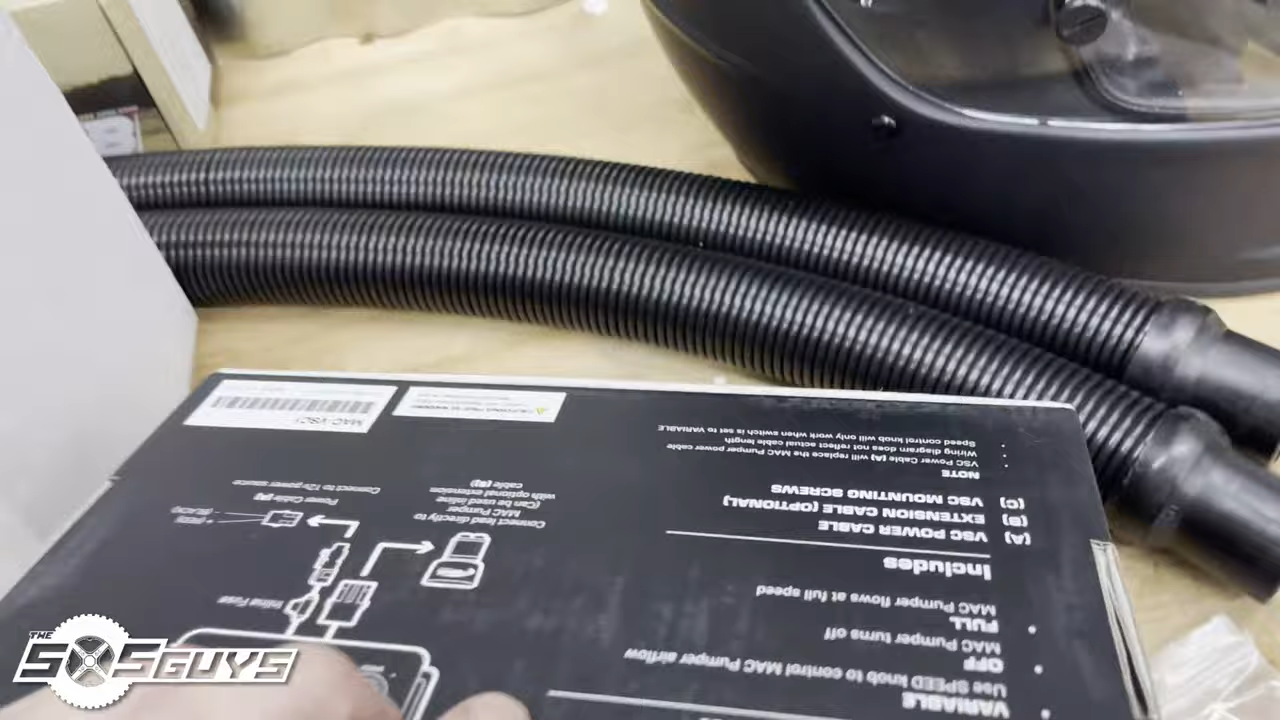 VARIABLE
Use SPEED knob to control MAC Pumper airflow
OFF
MAC Pumper turns off
FULL
MAC Pumper flows at full speed
Includes
(A) VSC POWER CABLE
(B) EXTENSION CABLE (OPTIONAL)
(C) VSC MOUNTING SCREWS
NOTE
VSC Power Cable (A) will replace the MAC Pumper power cable
Wiring diagram does not reflect actual cable length
Speed control knob will only work when switch is set to VARIABLE
Inline Fuse
(RED)+
(BLACK)-
Power Cable (A)
Connect to 12v power source
Connect lead directly to
MAC Pumper
(Can be used inline
with optional extension
cable (B))
MAC-VSC1
THE
SXSGUYS